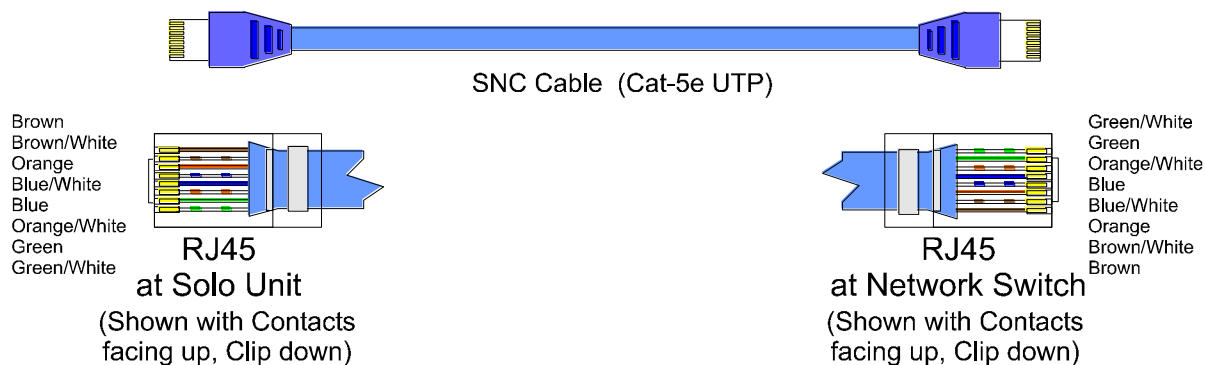 SNC Cable (Cat-5e UTP)
Brown
Brown/White
Orange
Blue/White
Blue
Orange/White
Green
Green/White
RJ45
at Solo Unit
(Shown with Contacts
facing up, Clip down)
Green/White
Green
Orange/White
Blue
Blue/White
Orange
Brown/White
Brown
RJ45
at Network Switch
(Shown with Contacts
facing up, Clip down)